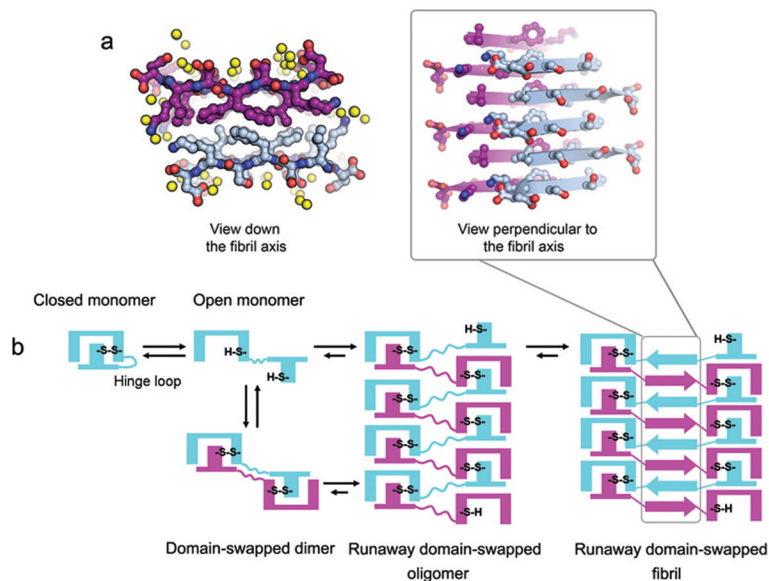 a
View down
the fibril axis
View perpendicular to
the fibril axis
b
Closed monomer
Open monomer
-S-S-
Hinge loop
H-S-
H-S-
-S-S-
-S-S-
Domain-swapped dimer
H-S-
-S-S-
-S-S-
-S-S-
-S-S-
-S-S-
-S-S-
-S-S-
-S-H
Runaway domain-swapped
oligomer
H-S-
-S-S-
-S-S-
-S-S-
-S-S-
-S-S-
-S-S-
-S-S-
-S-H
Runaway domain-swapped
fibril